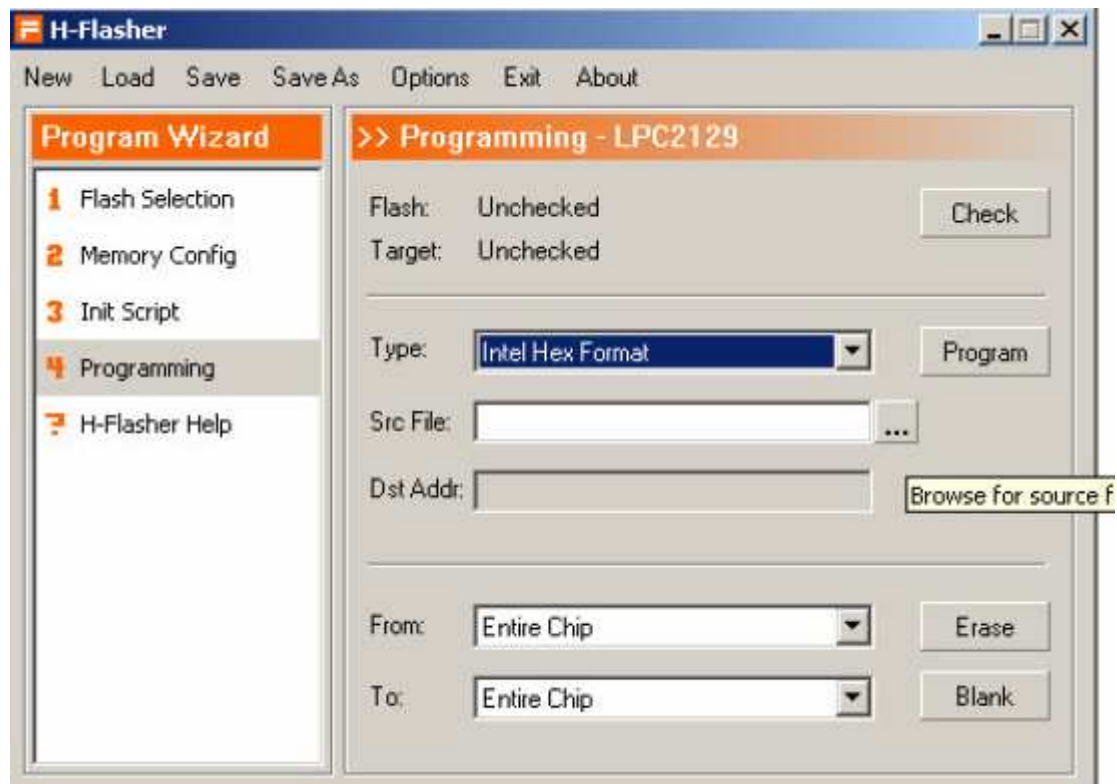 H-Flasher
New Load Save Save As Options Exit About
Program Wizard
1 Flash Selection
2 Memory Config
3 Init Script
4 Programming
? H-Flasher Help
>> Programming - LPC2129
Flash: Unchecked
Check
Target: Unchecked
Type: Intel Hex Format
Program
Src File:
...
Dst Addr:
Browse for source f
From: Entire Chip
Erase
To: Entire Chip
Blank